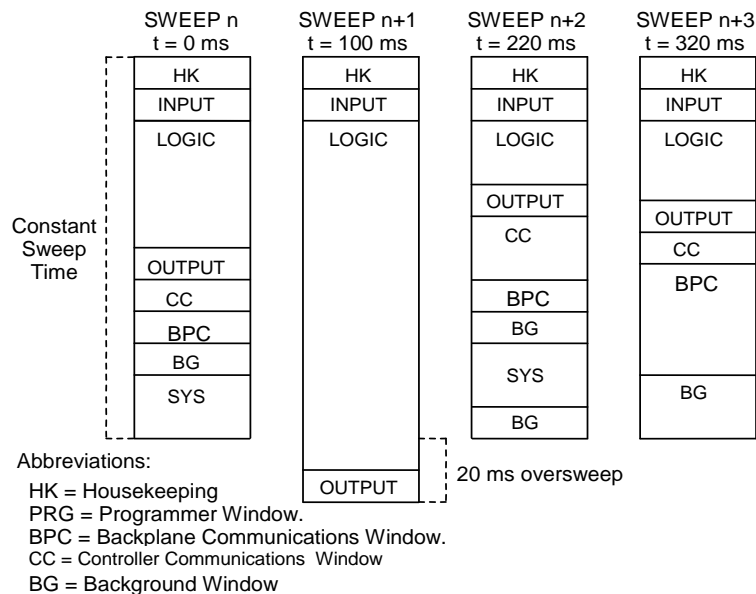 SWEEP n
t = 0 ms
SWEEP n+1
t = 100 ms
SWEEP n+2
t = 220 ms
SWEEP n+3
t = 320 ms
Constant
Sweep
Time
HK
INPUT
LOGIC
OUTPUT
CC
BPC
BG
SYS
HK
INPUT
LOGIC
OUTPUT
20 ms oversweep
HK
INPUT
LOGIC
OUTPUT
CC
BPC
BG
SYS
BG
HK
INPUT
LOGIC
OUTPUT
CC
BPC
BG
Abbreviations:
HK = Housekeeping
PRG = Programmer Window.
BPC = Backplane Communications Window.
CC = Controller Communications Window
BG = Background Window